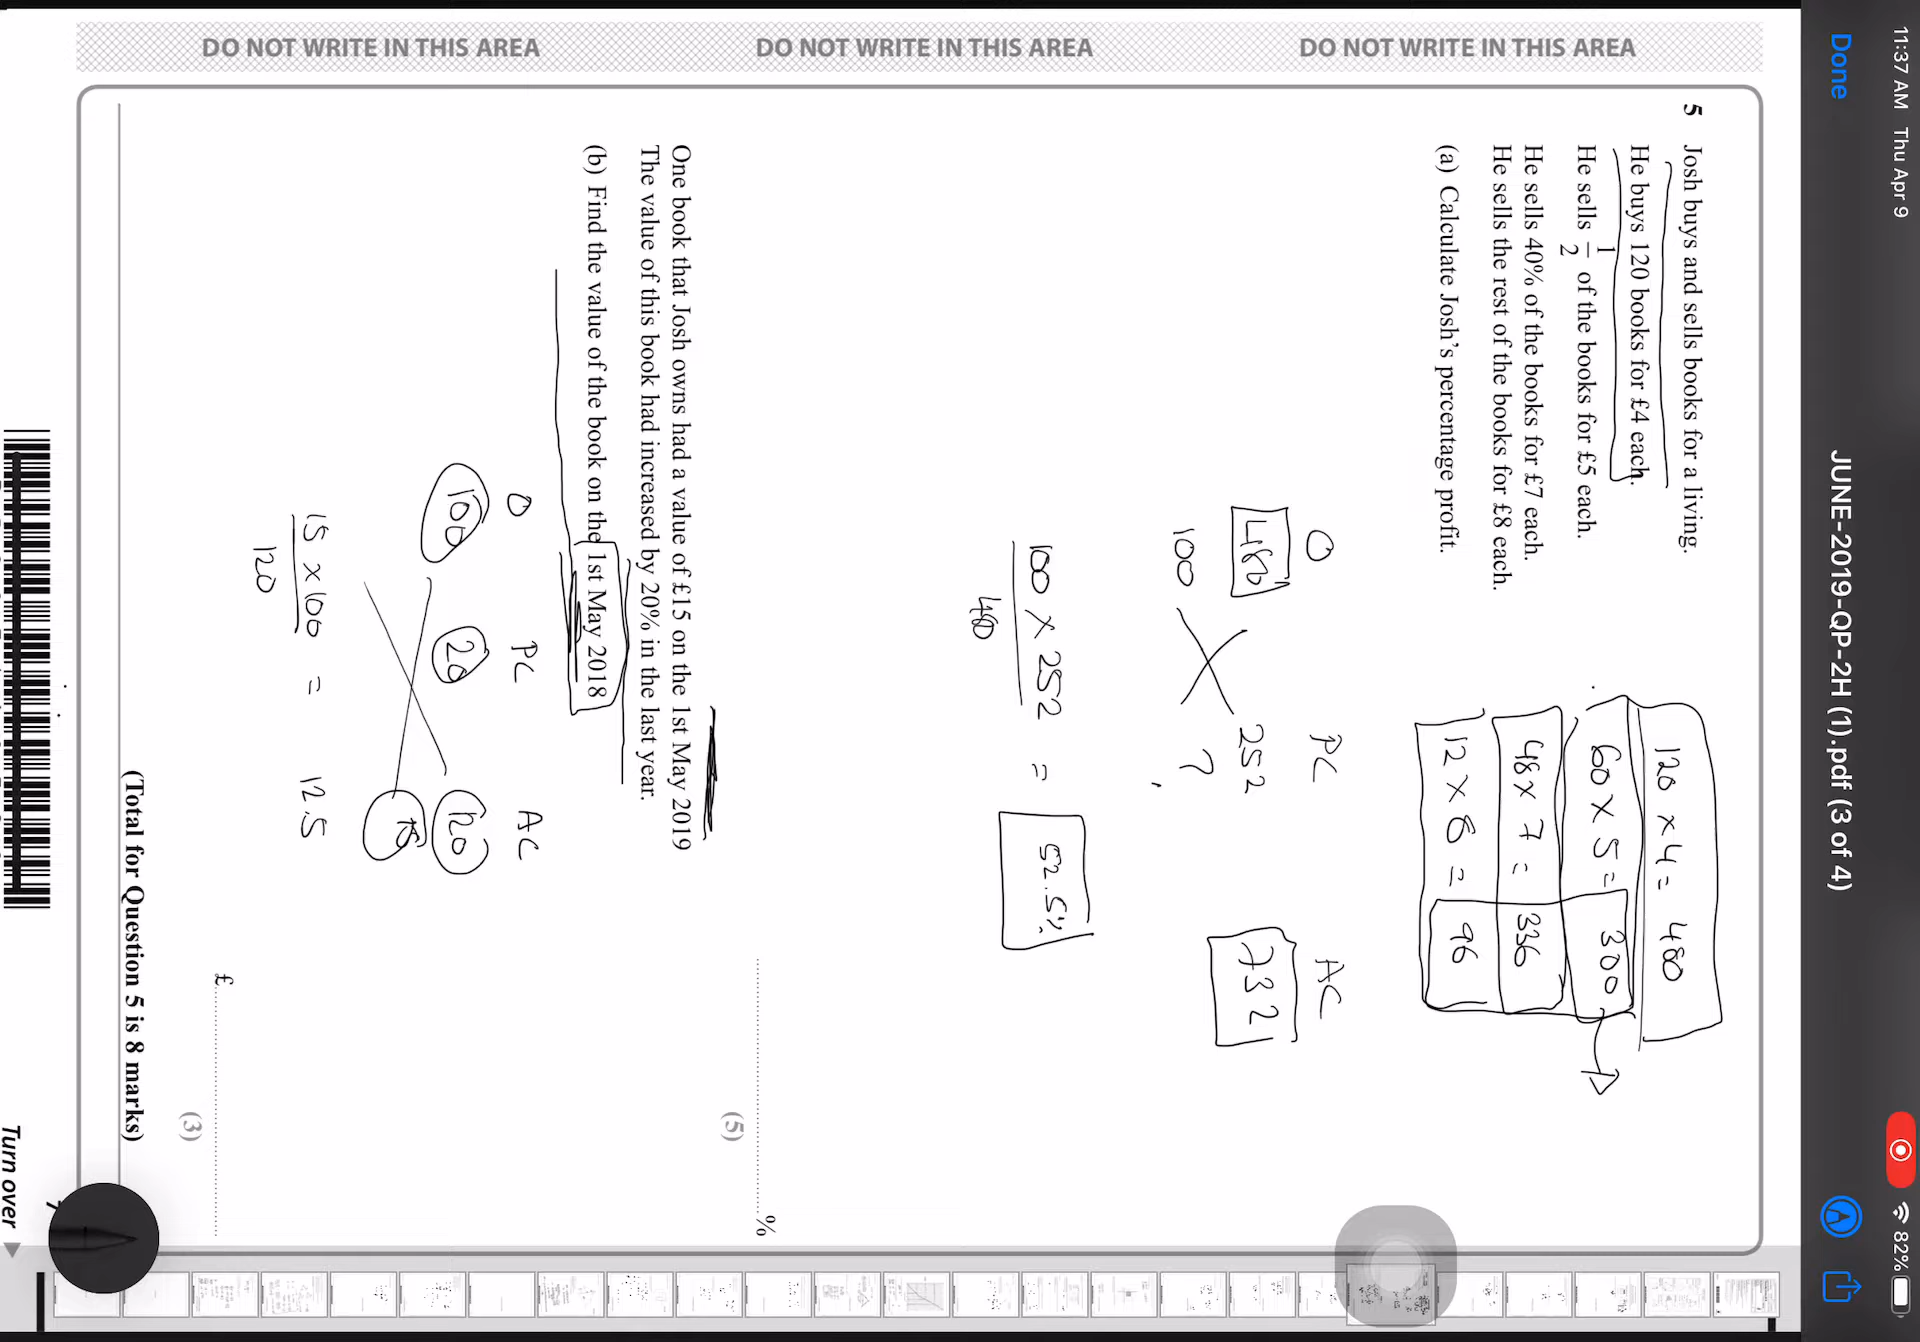 11:37 AM Thu Apr 9
82%
Done
JUNE-2019-QP-2H (1).pdf (3 of 4)
DO NOT WRITE IN THIS AREA
DO NOT WRITE IN THIS AREA
DO NOT WRITE IN THIS AREA
5 Josh buys and sells books for a living.
He buys 120 books for £4 each.
He sells 1/2 of the books for £5 each.
He sells 40% of the books for £7 each.
He sells the rest of the books for £8 each.
(a) Calculate Josh's percentage profit.
120 x 4 = 480
60 x 5 = 300
48 x 7 = 336
12 x 8 = 96
O PC AC
480 252 732
100 ?
100 x 252 = 52.5%
480
%
(5)
One book that Josh owns had a value of £15 on the 1st May 2019
The value of this book had increased by 20% in the last year.
(b) Find the value of the book on the 1st May 2018
O PC AC
100 20 120
15
15 x 100 = 12.5
120
£
(3)
(Total for Question 5 is 8 marks)
7
Turn over